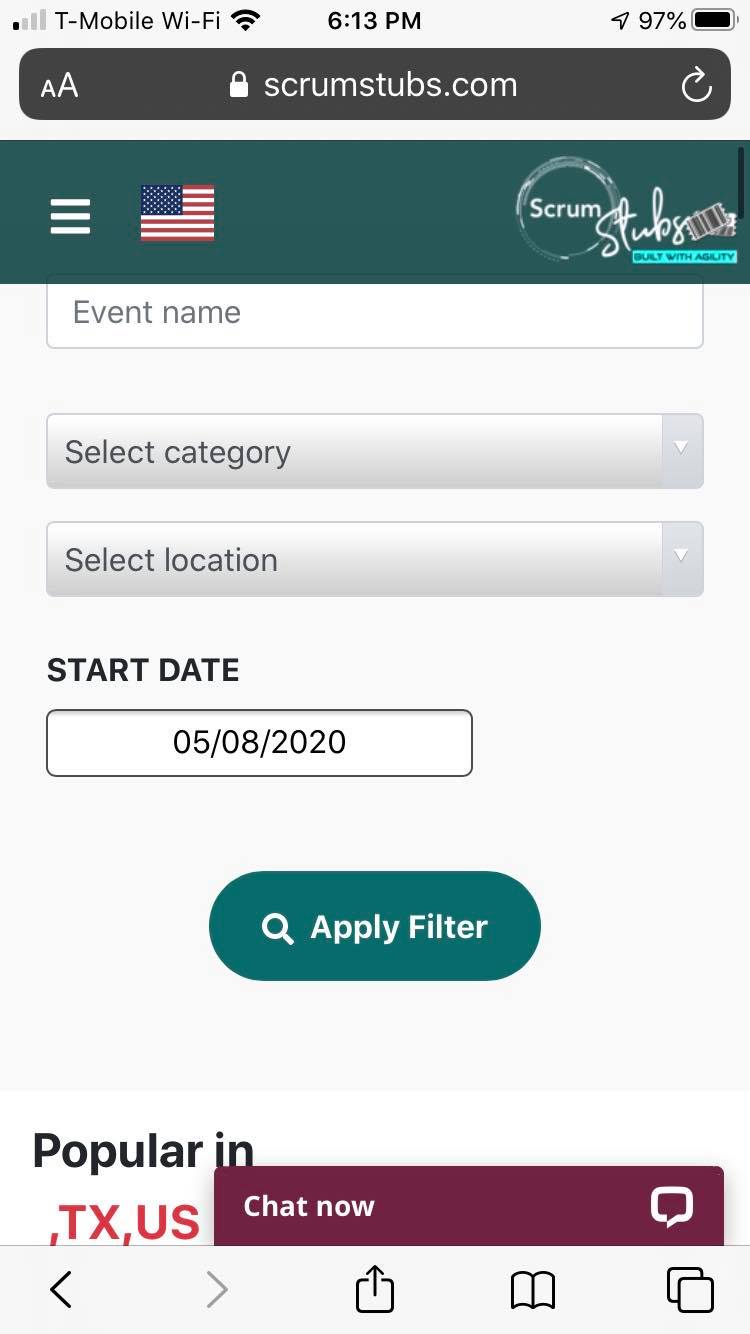 T-Mobile Wi-Fi 6:13 PM 97%
AA scrumstubs.com
Scrum Stubs
BUILT WITH AGILITY
Event name
Select category
Select location
START DATE
05/08/2020
Apply Filter
Popular in
,TX,US
Chat now